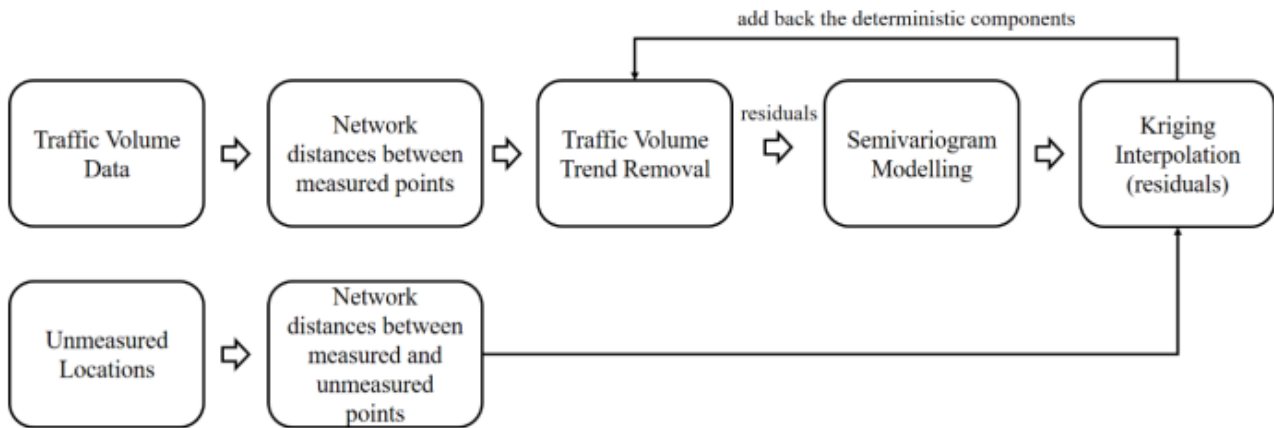 add back the deterministic components
Traffic Volume
Data
Network
distances between
measured points
Traffic Volume
Trend Removal
residuals
Semivariogram
Modelling
Kriging
Interpolation
(residuals)
Unmeasured
Locations
Network
distances between
measured and
unmeasured
points